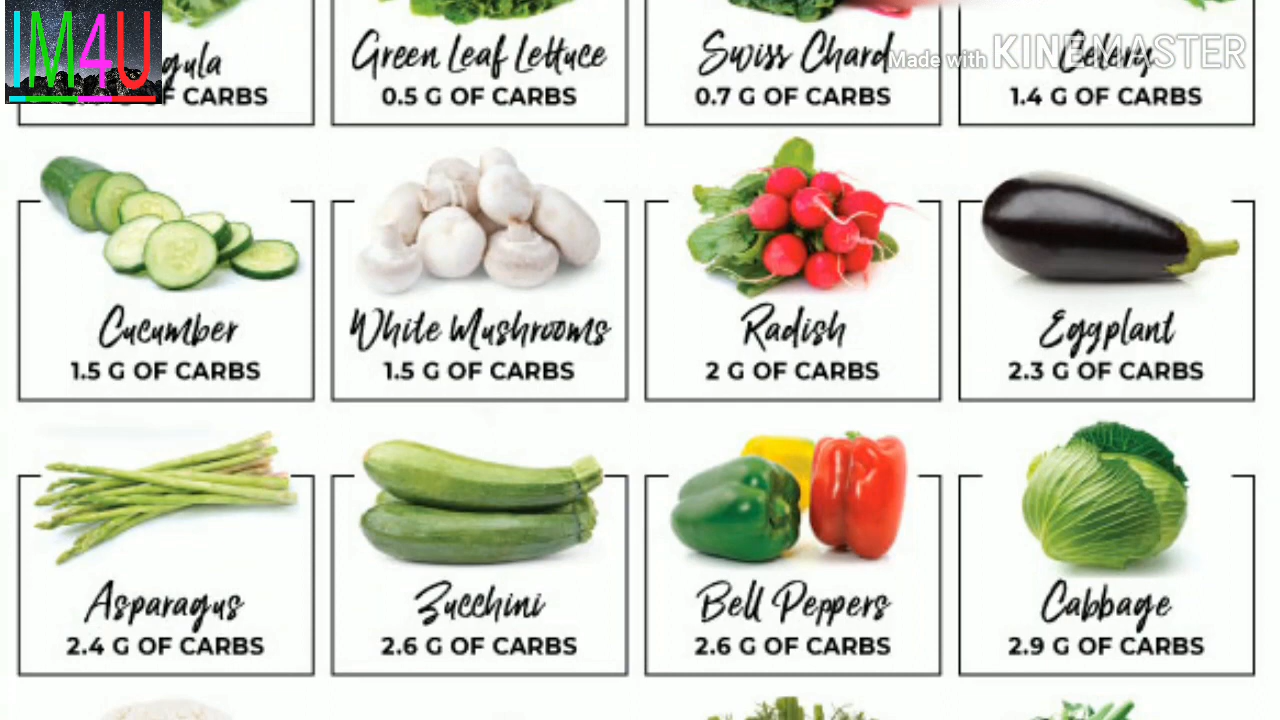 IM4U
Made with KINEMASTER
Green Leaf Lettuce
0.5 G OF CARBS
Swiss Chard
0.7 G OF CARBS
Celery
1.4 G OF CARBS
Cucumber
1.5 G OF CARBS
White Mushrooms
1.5 G OF CARBS
Radish
2 G OF CARBS
Eggplant
2.3 G OF CARBS
Asparagus
2.4 G OF CARBS
Zucchini
2.6 G OF CARBS
Bell Peppers
2.6 G OF CARBS
Cabbage
2.9 G OF CARBS